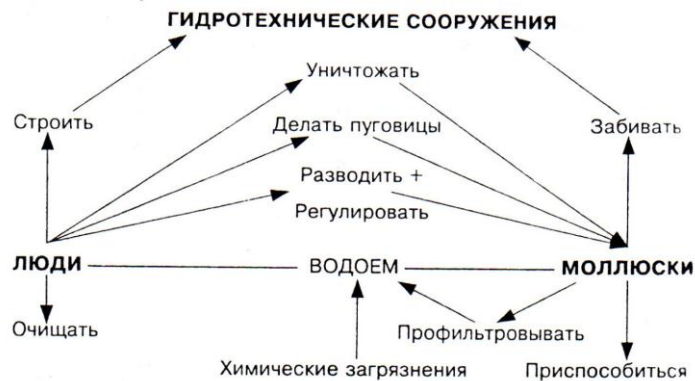 ГИДРОТЕХНИЧЕСКИЕ СООРУЖЕНИЯ
Уничтожать
Строить
Делать пуговицы
Забивать
Разводить +
Регулировать
ЛЮДИ
ВОДОЕМ
МОЛЛЮСКИ
Очищать
Профильтровывать
Химические загрязнения
Приспособиться